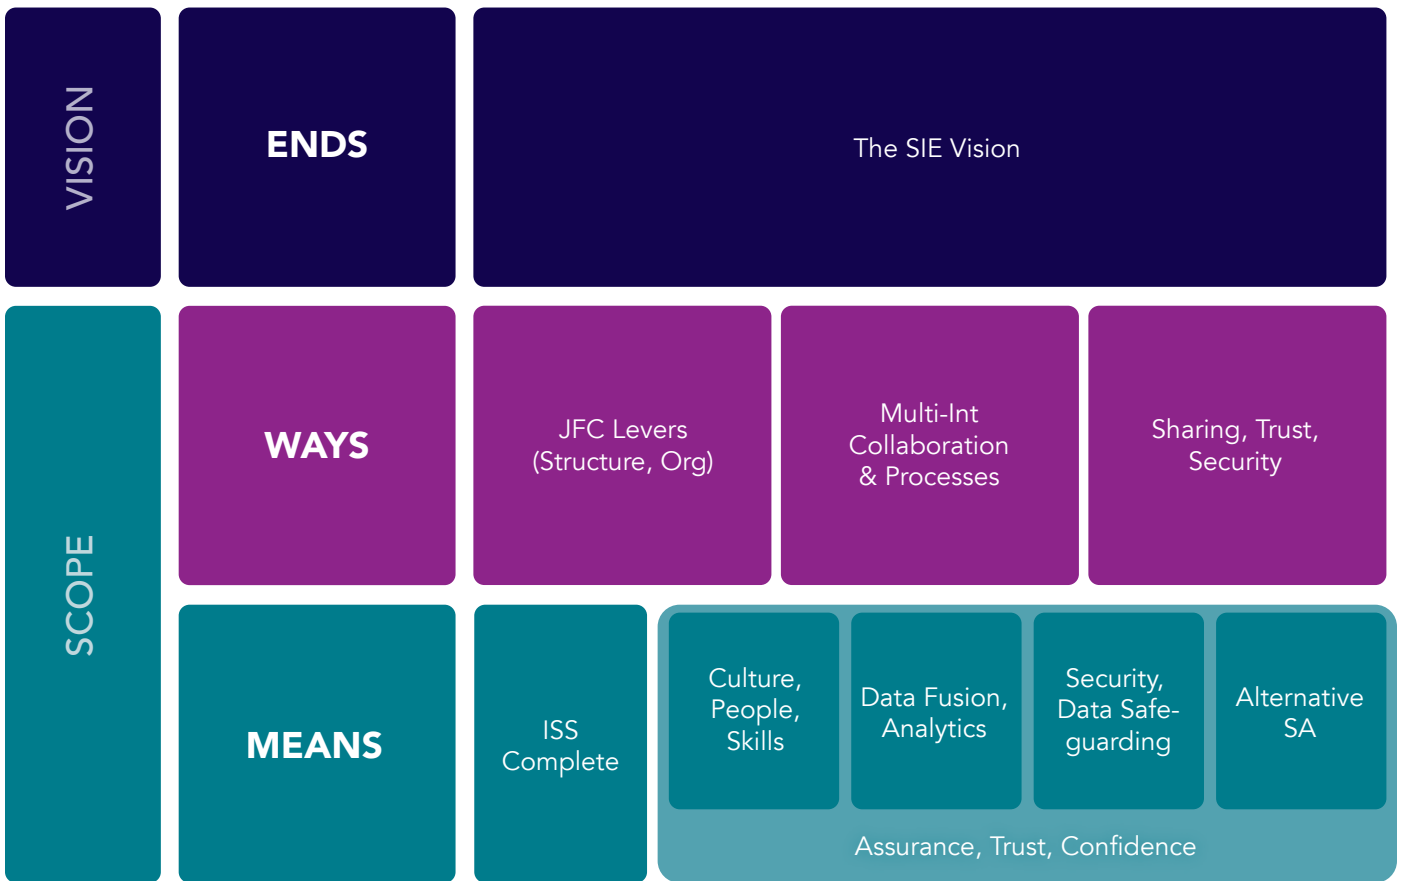 VISION
ENDS
The SIE Vision
SCOPE
WAYS
JFC Levers
(Structure, Org)
Multi-Int
Collaboration
& Processes
Sharing, Trust,
Security
MEANS
ISS
Complete
Culture,
People,
Skills
Data Fusion,
Analytics
Security,
Data Safe-
guarding
Alternative
SA
Assurance, Trust, Confidence